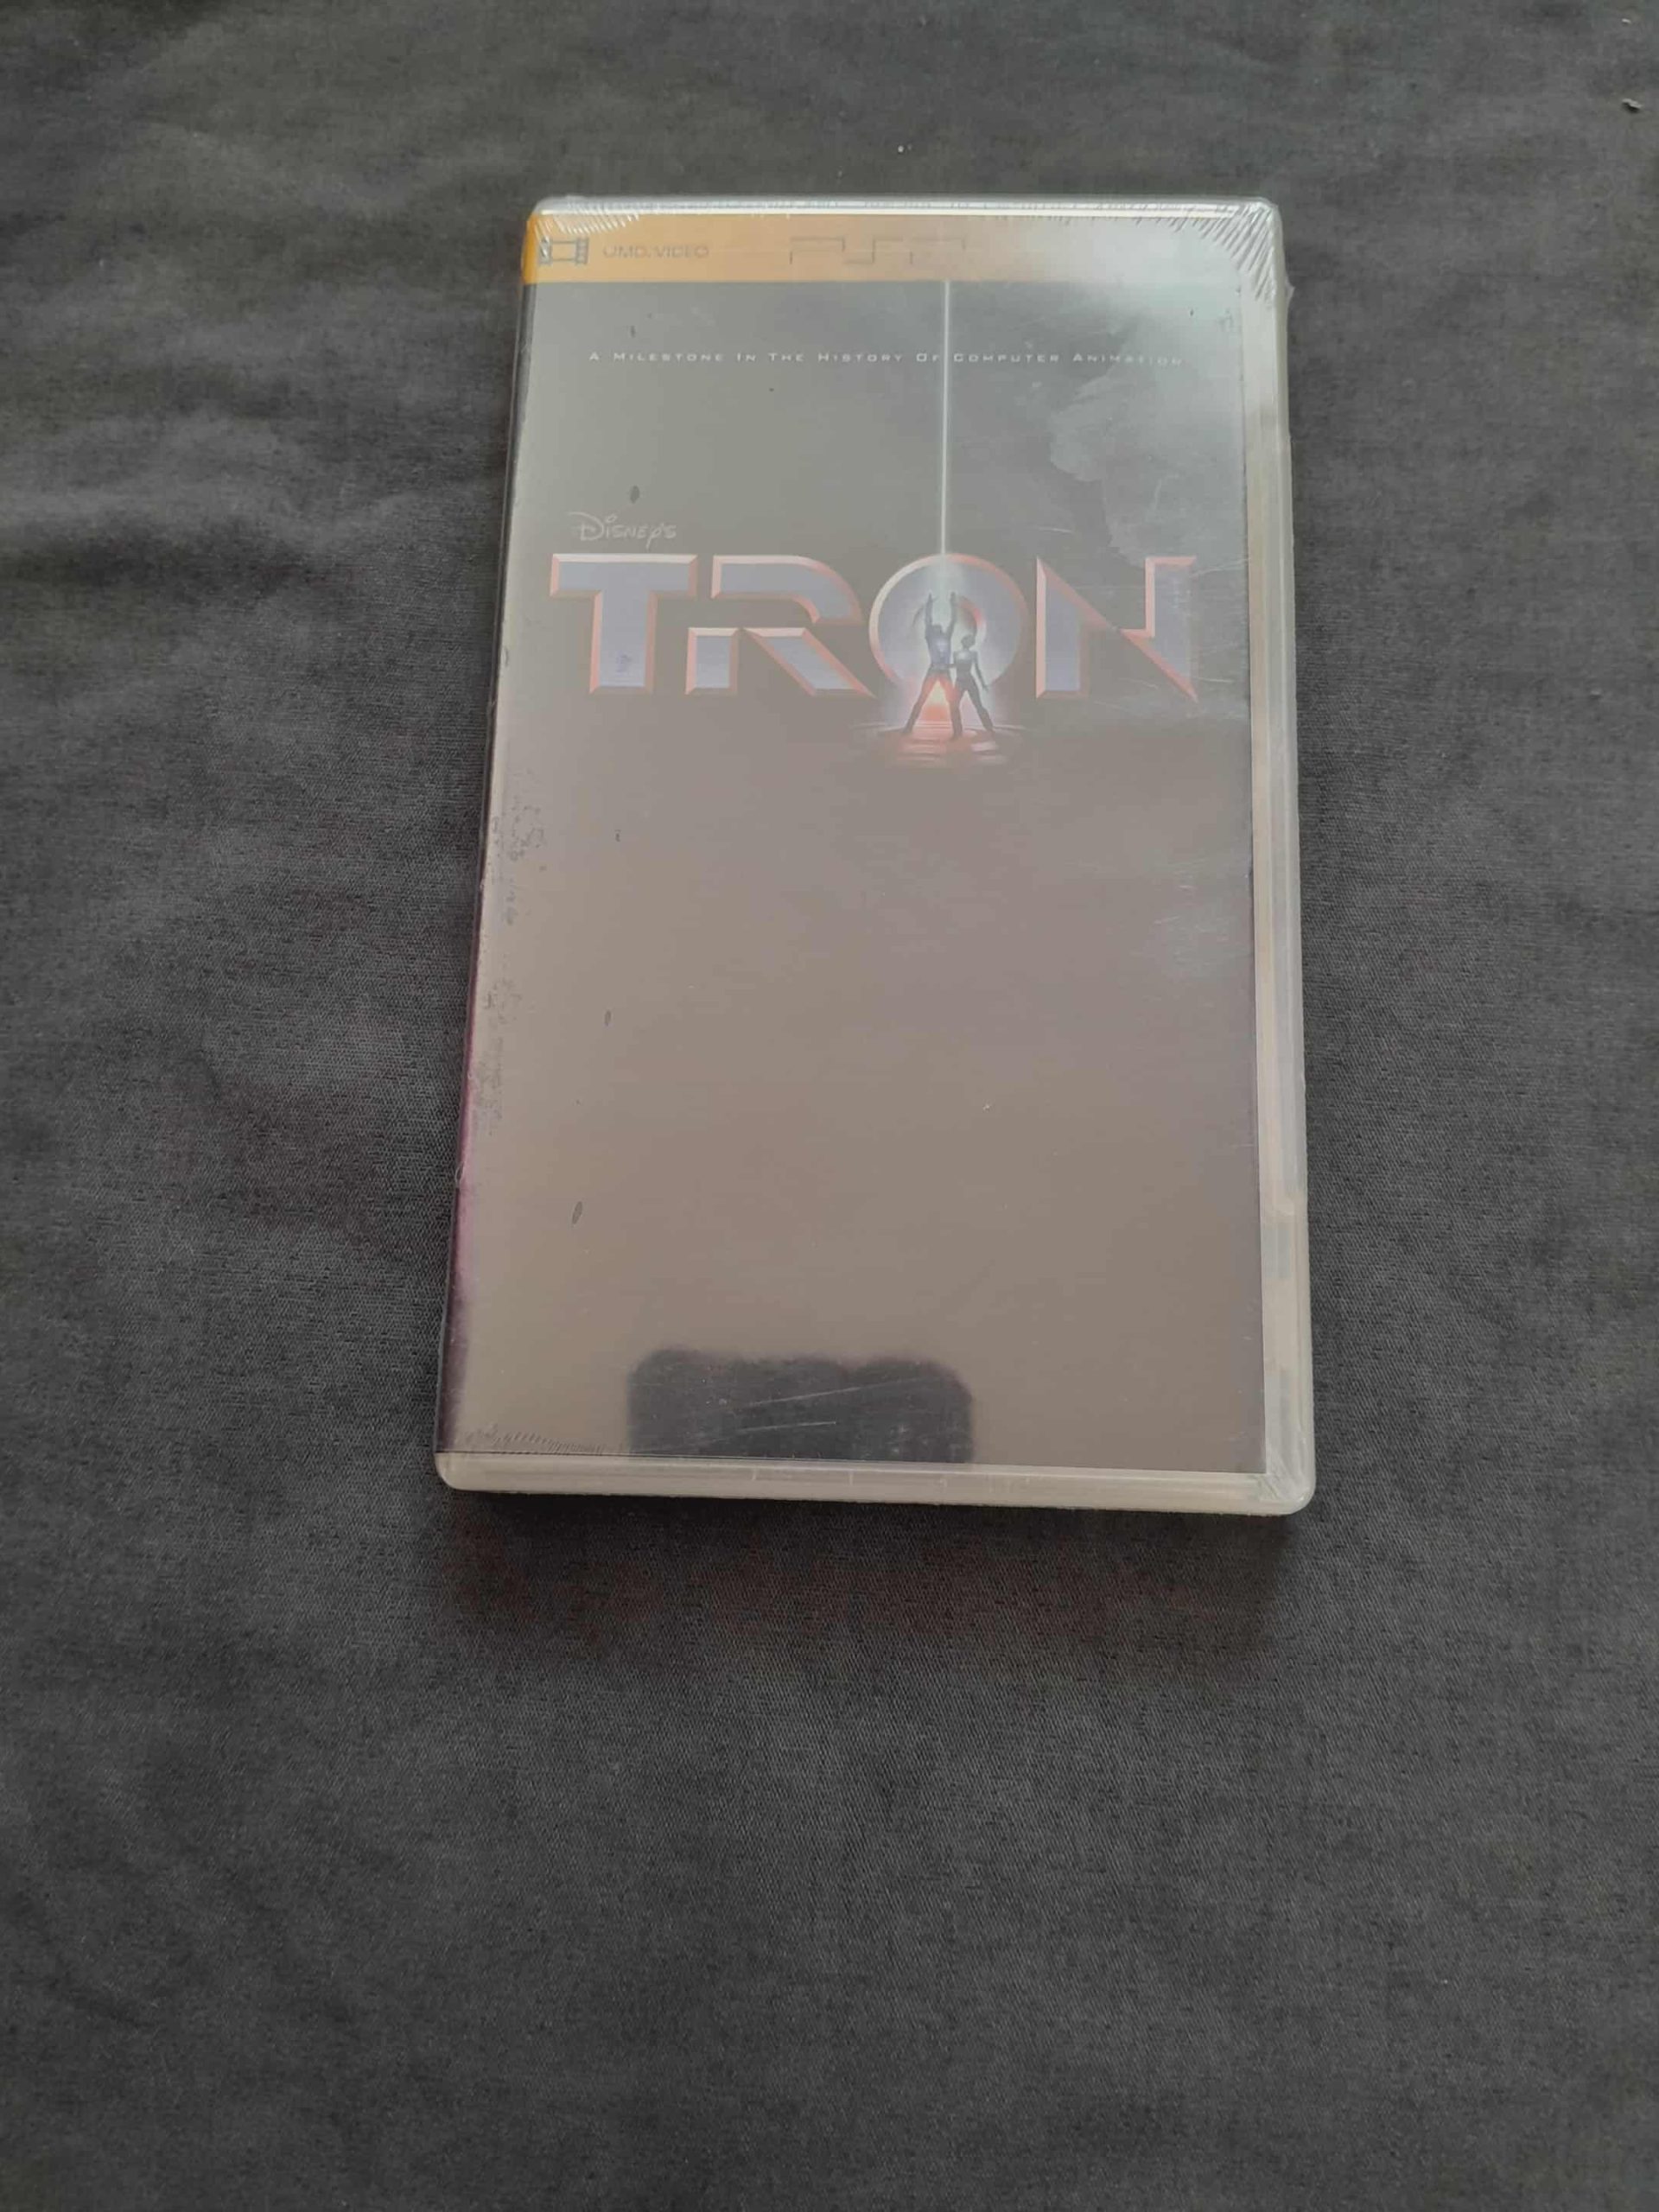 UMD VIDEO PSP
A Milestone In The History Of Computer Animation
Disney's
TRON